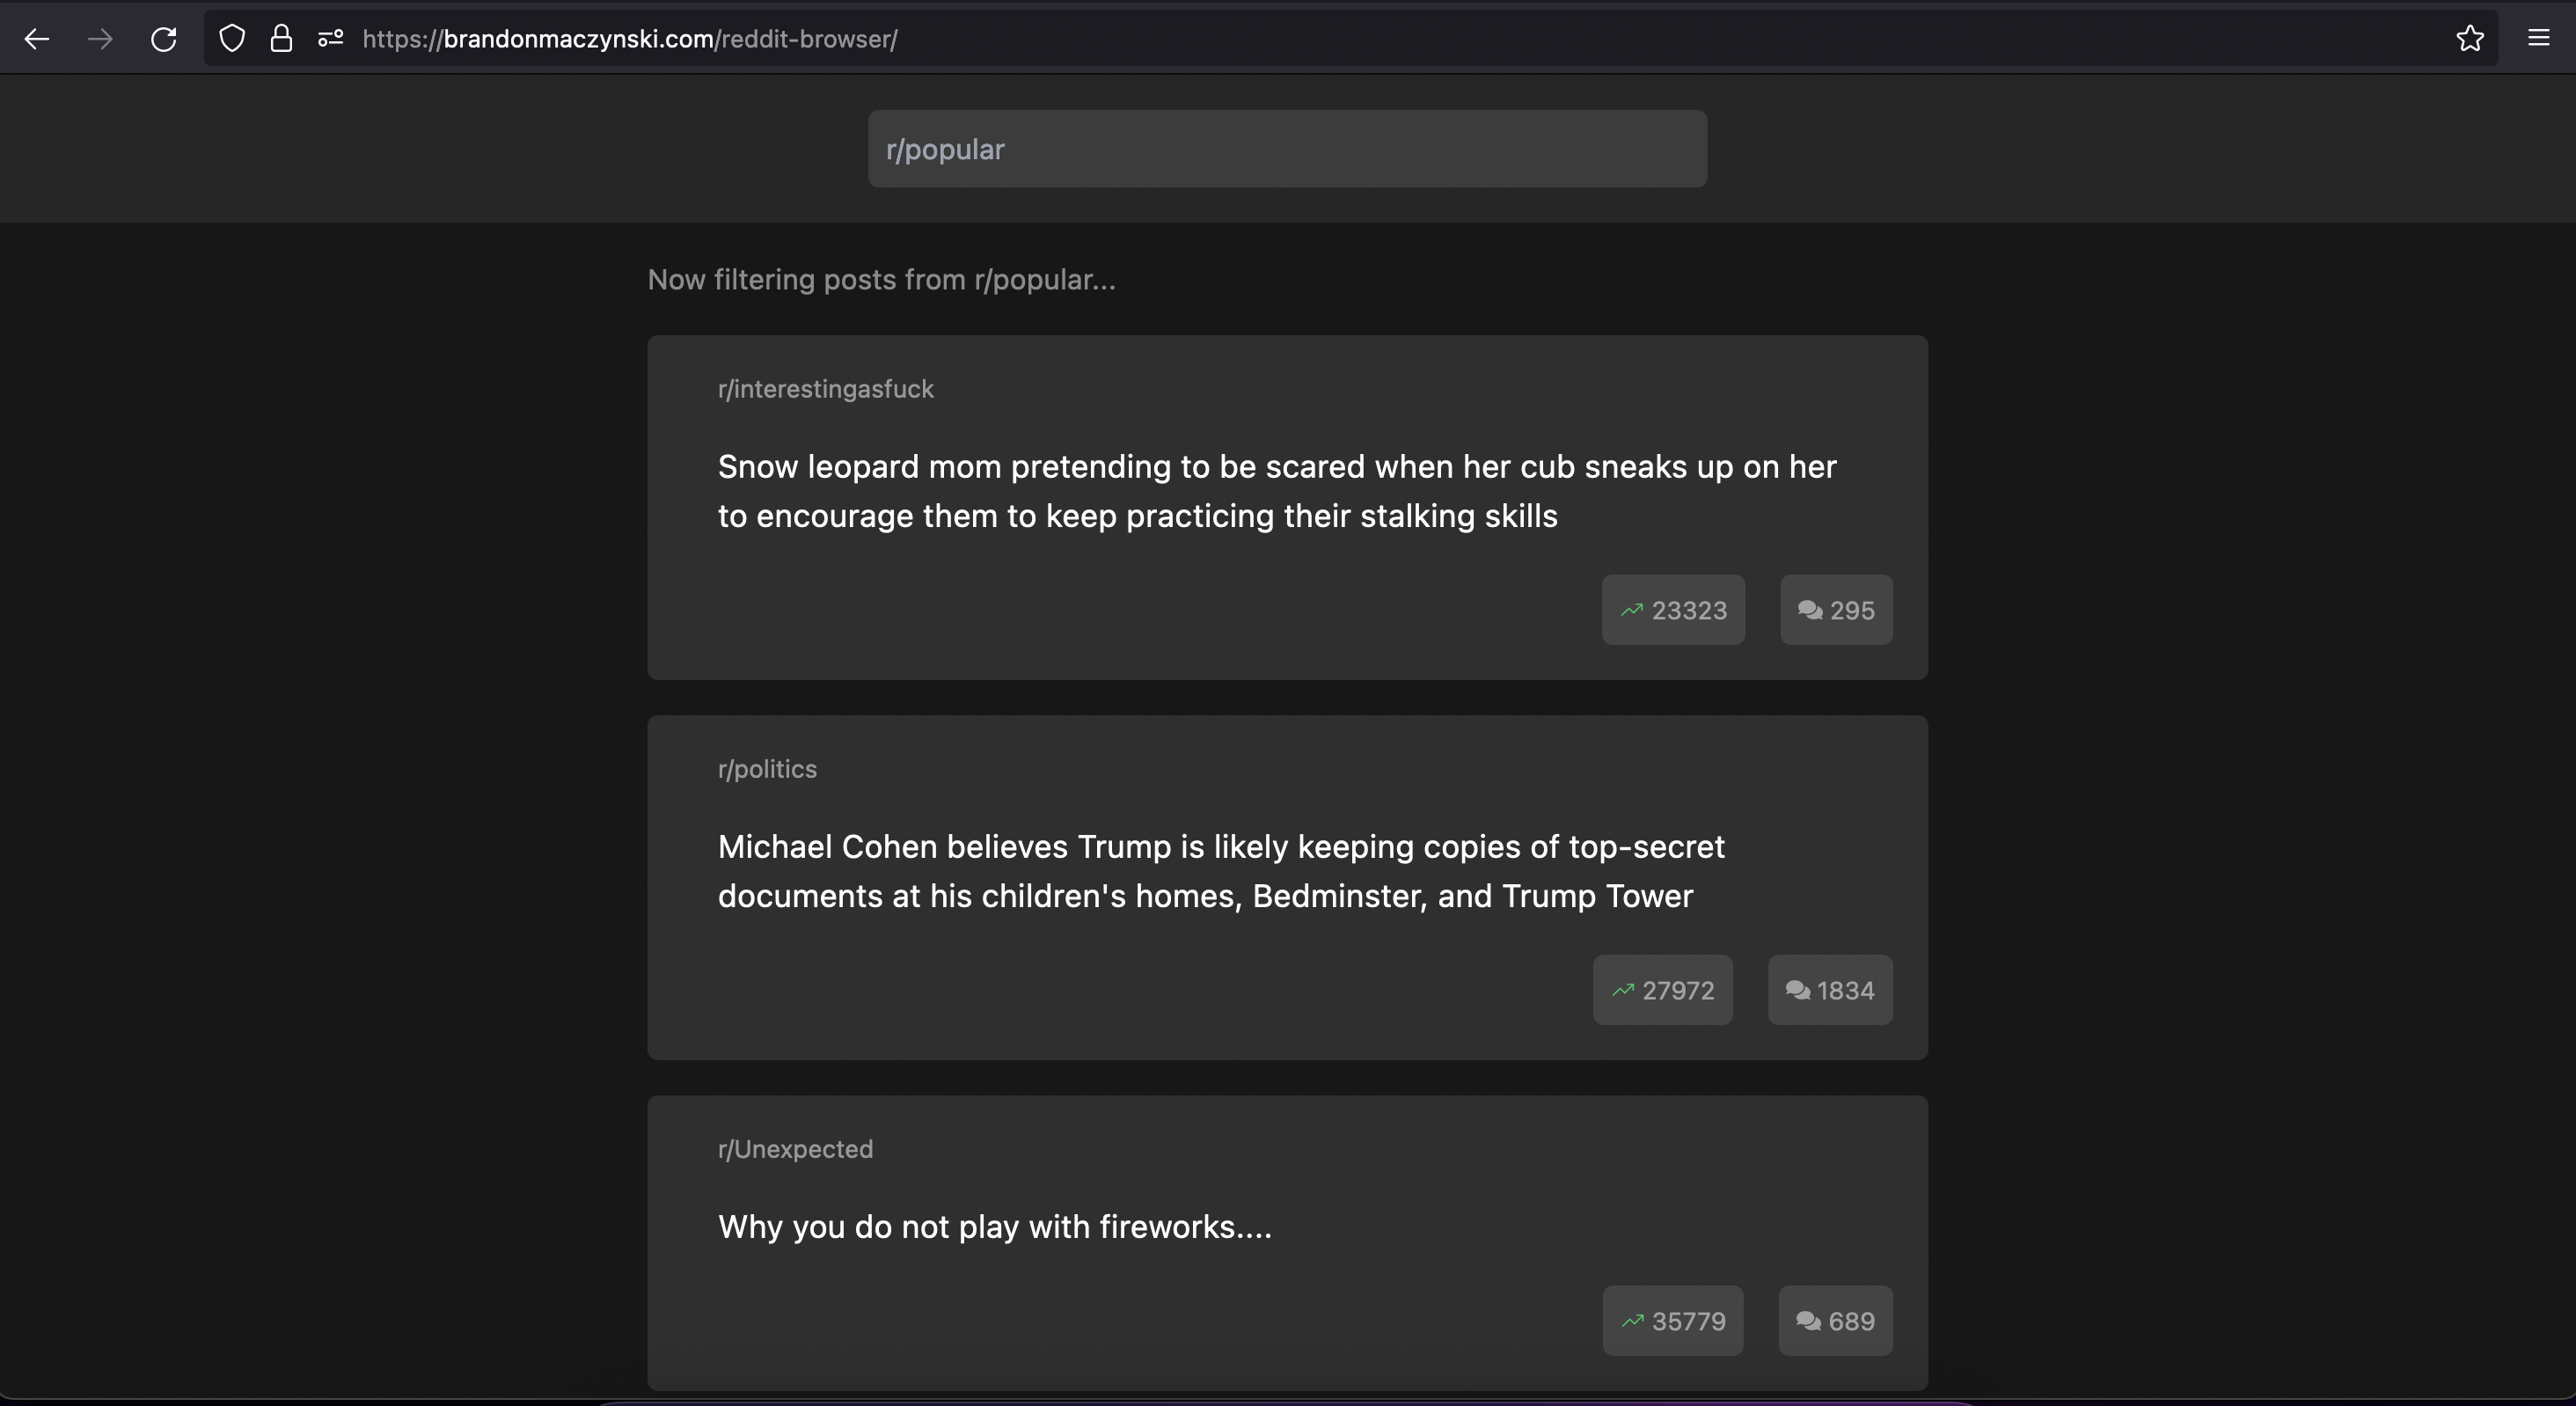 https://brandonmaczynski.com/reddit-browser/
r/popular
Now filtering posts from r/popular...
r/interestingasfuck
Snow leopard mom pretending to be scared when her cub sneaks up on her
to encourage them to keep practicing their stalking skills
23323 295
r/politics
Michael Cohen believes Trump is likely keeping copies of top-secret
documents at his children's homes, Bedminster, and Trump Tower
27972 1834
r/Unexpected
Why you do not play with fireworks....
35779 689